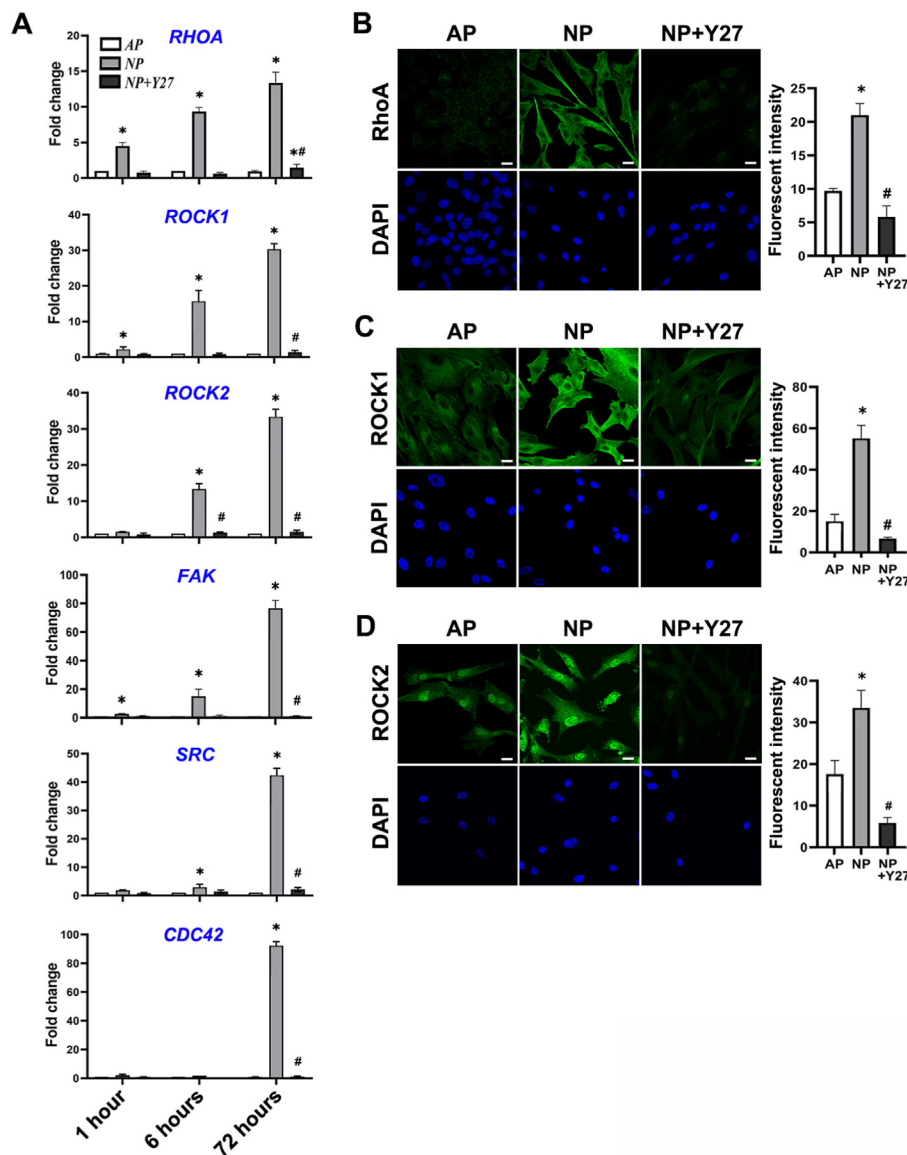 A
RHOA
AP
NP
NP+Y27
Fold change
20
15
10
5
0
*
*
*
*#
ROCK1
Fold change
40
30
20
10
0
*
*
*
#
ROCK2
Fold change
40
30
20
10
0
*
#
*
#
FAK
Fold change
100
80
60
40
20
0
*
*
*
#
SRC
Fold change
50
40
30
20
10
0
*
*
#
CDC42
Fold change
100
80
60
40
20
0
*
#
1 hour
6 hours
72 hours
B
AP NP NP+Y27
RhoA
DAPI
Fluorescent intensity
25
20
15
10
5
0
*
#
AP NP NP
+Y27
C
AP NP NP+Y27
ROCK1
DAPI
Fluorescent intensity
80
60
40
20
0
*
#
AP NP NP
+Y27
D
AP NP NP+Y27
ROCK2
DAPI
Fluorescent intensity
40
30
20
10
0
*
#
AP NP NP
+Y27